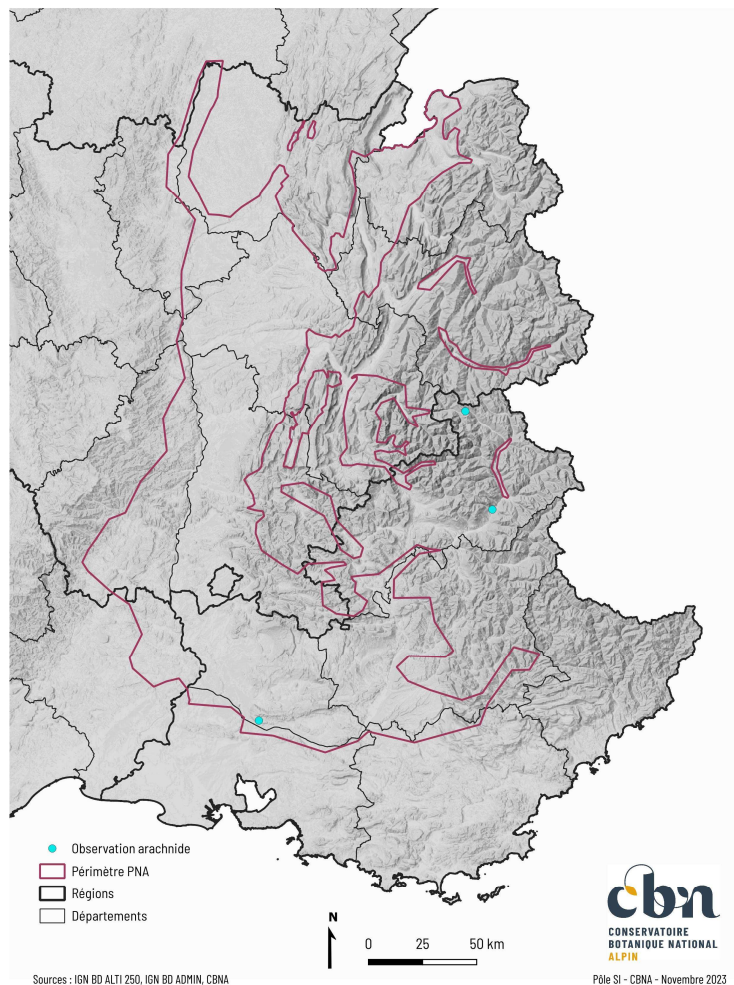 Observation arachnide
Périmètre PNA
Régions
Départements
N
0 25 50 km
cbn
CONSERVATOIRE
BOTANIQUE NATIONAL
ALPIN
Sources : IGN BD ALTI 250, IGN BD ADMIN, CBNA
Pôle SI - CBNA - Novembre 2023